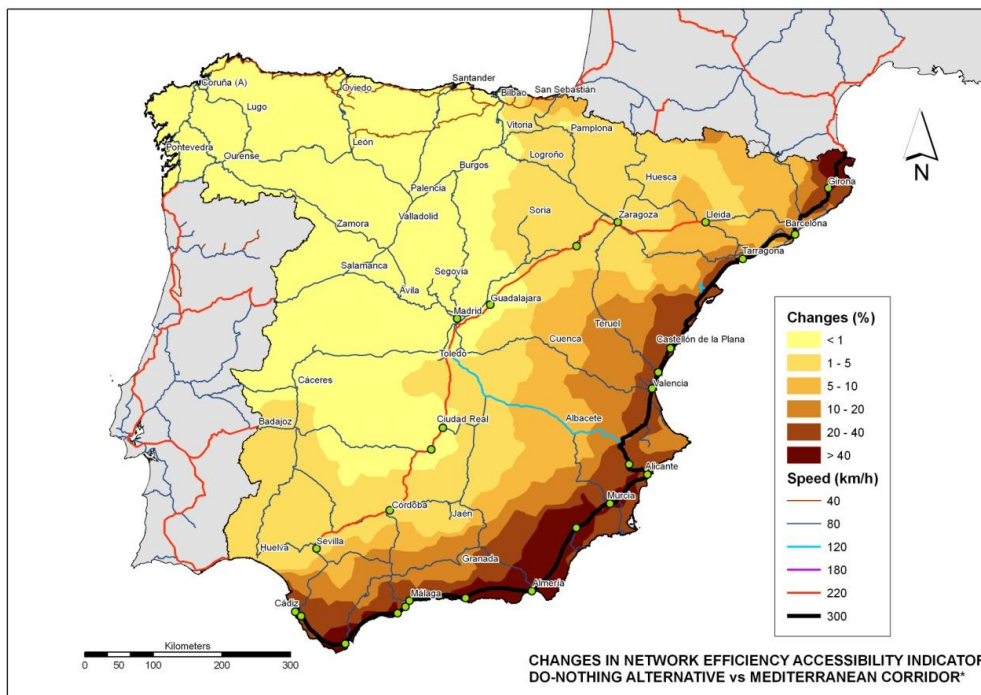 Coruña (A)
Lugo
Oviedo
Santander
Bilbao
San Sebastián
Pontevedra
Ourense
León
Vitoria
Pamplona
Burgos
Logroño
Huesca
Girona
Palencia
Zamora
Valladolid
Soria
Zaragoza
Lleida
Barcelona
Tarragona
Salamanca
Ávila
Segovia
Guadalajara
Madrid
Teruel
Toledo
Cuenca
Castellón de la Plana
Cáceres
Valencia
Badajoz
Ciudad Real
Albacete
Alicante
Murcia
Cordoba
Jaén
Huelva
Sevilla
Granada
Almería
Cádiz
Málaga
N
Changes (%)
< 1
1 - 5
5 - 10
10 - 20
20 - 40
> 40
Speed (km/h)
40
80
120
180
220
300
Kilometers
0 50 100 200 300
CHANGES IN NETWORK EFFICIENCY ACCESSIBILITY INDICATOR
DO-NOTHING ALTERNATIVE vs MEDITERRANEAN CORRIDOR*